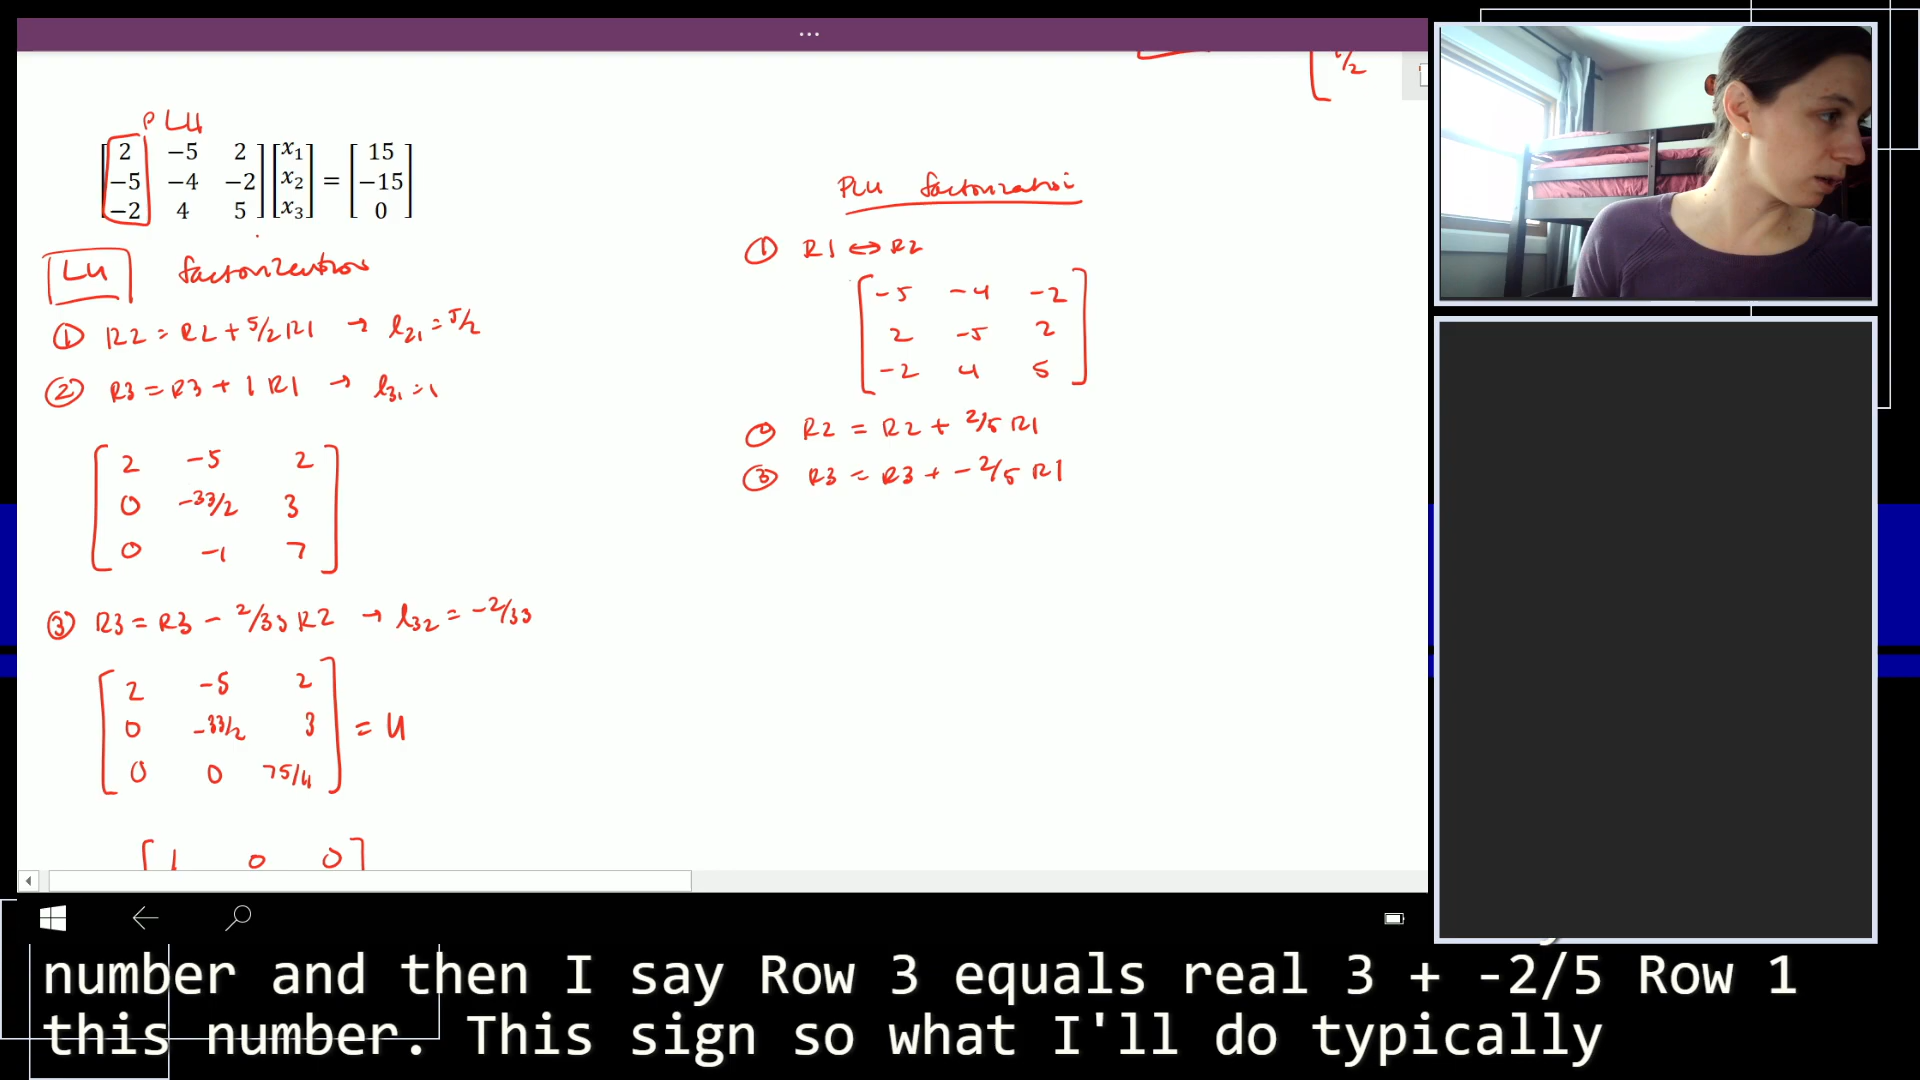 ...
1/2
P LU
[2 −5 2] [x1] = [15]
[−5 −4 −2] [x2] [−15]
[−2 4 5] [x3] [0]
LU factorization
① R2 = R2 + 5/2 R1 → l21 = 5/2
② R3 = R3 + 1 R1 → l31 = 1
2 -5 2
0 -33/2 3
0 -1 7
③ R3 = R3 - 2/33 R2 → l32 = -2/33
2 -5 2
0 -33/2 3
0 0 75/11
= U
1 0 0
PLU factorization
① R1 ↔ R2
-5 -4 -2
2 -5 2
-2 4 5
② R2 = R2 + 2/5 R1
③ R3 = R3 + -2/5 R1
number and then I say Row 3 equals real 3 + -2/5 Row 1
this number. This sign so what I'll do typically